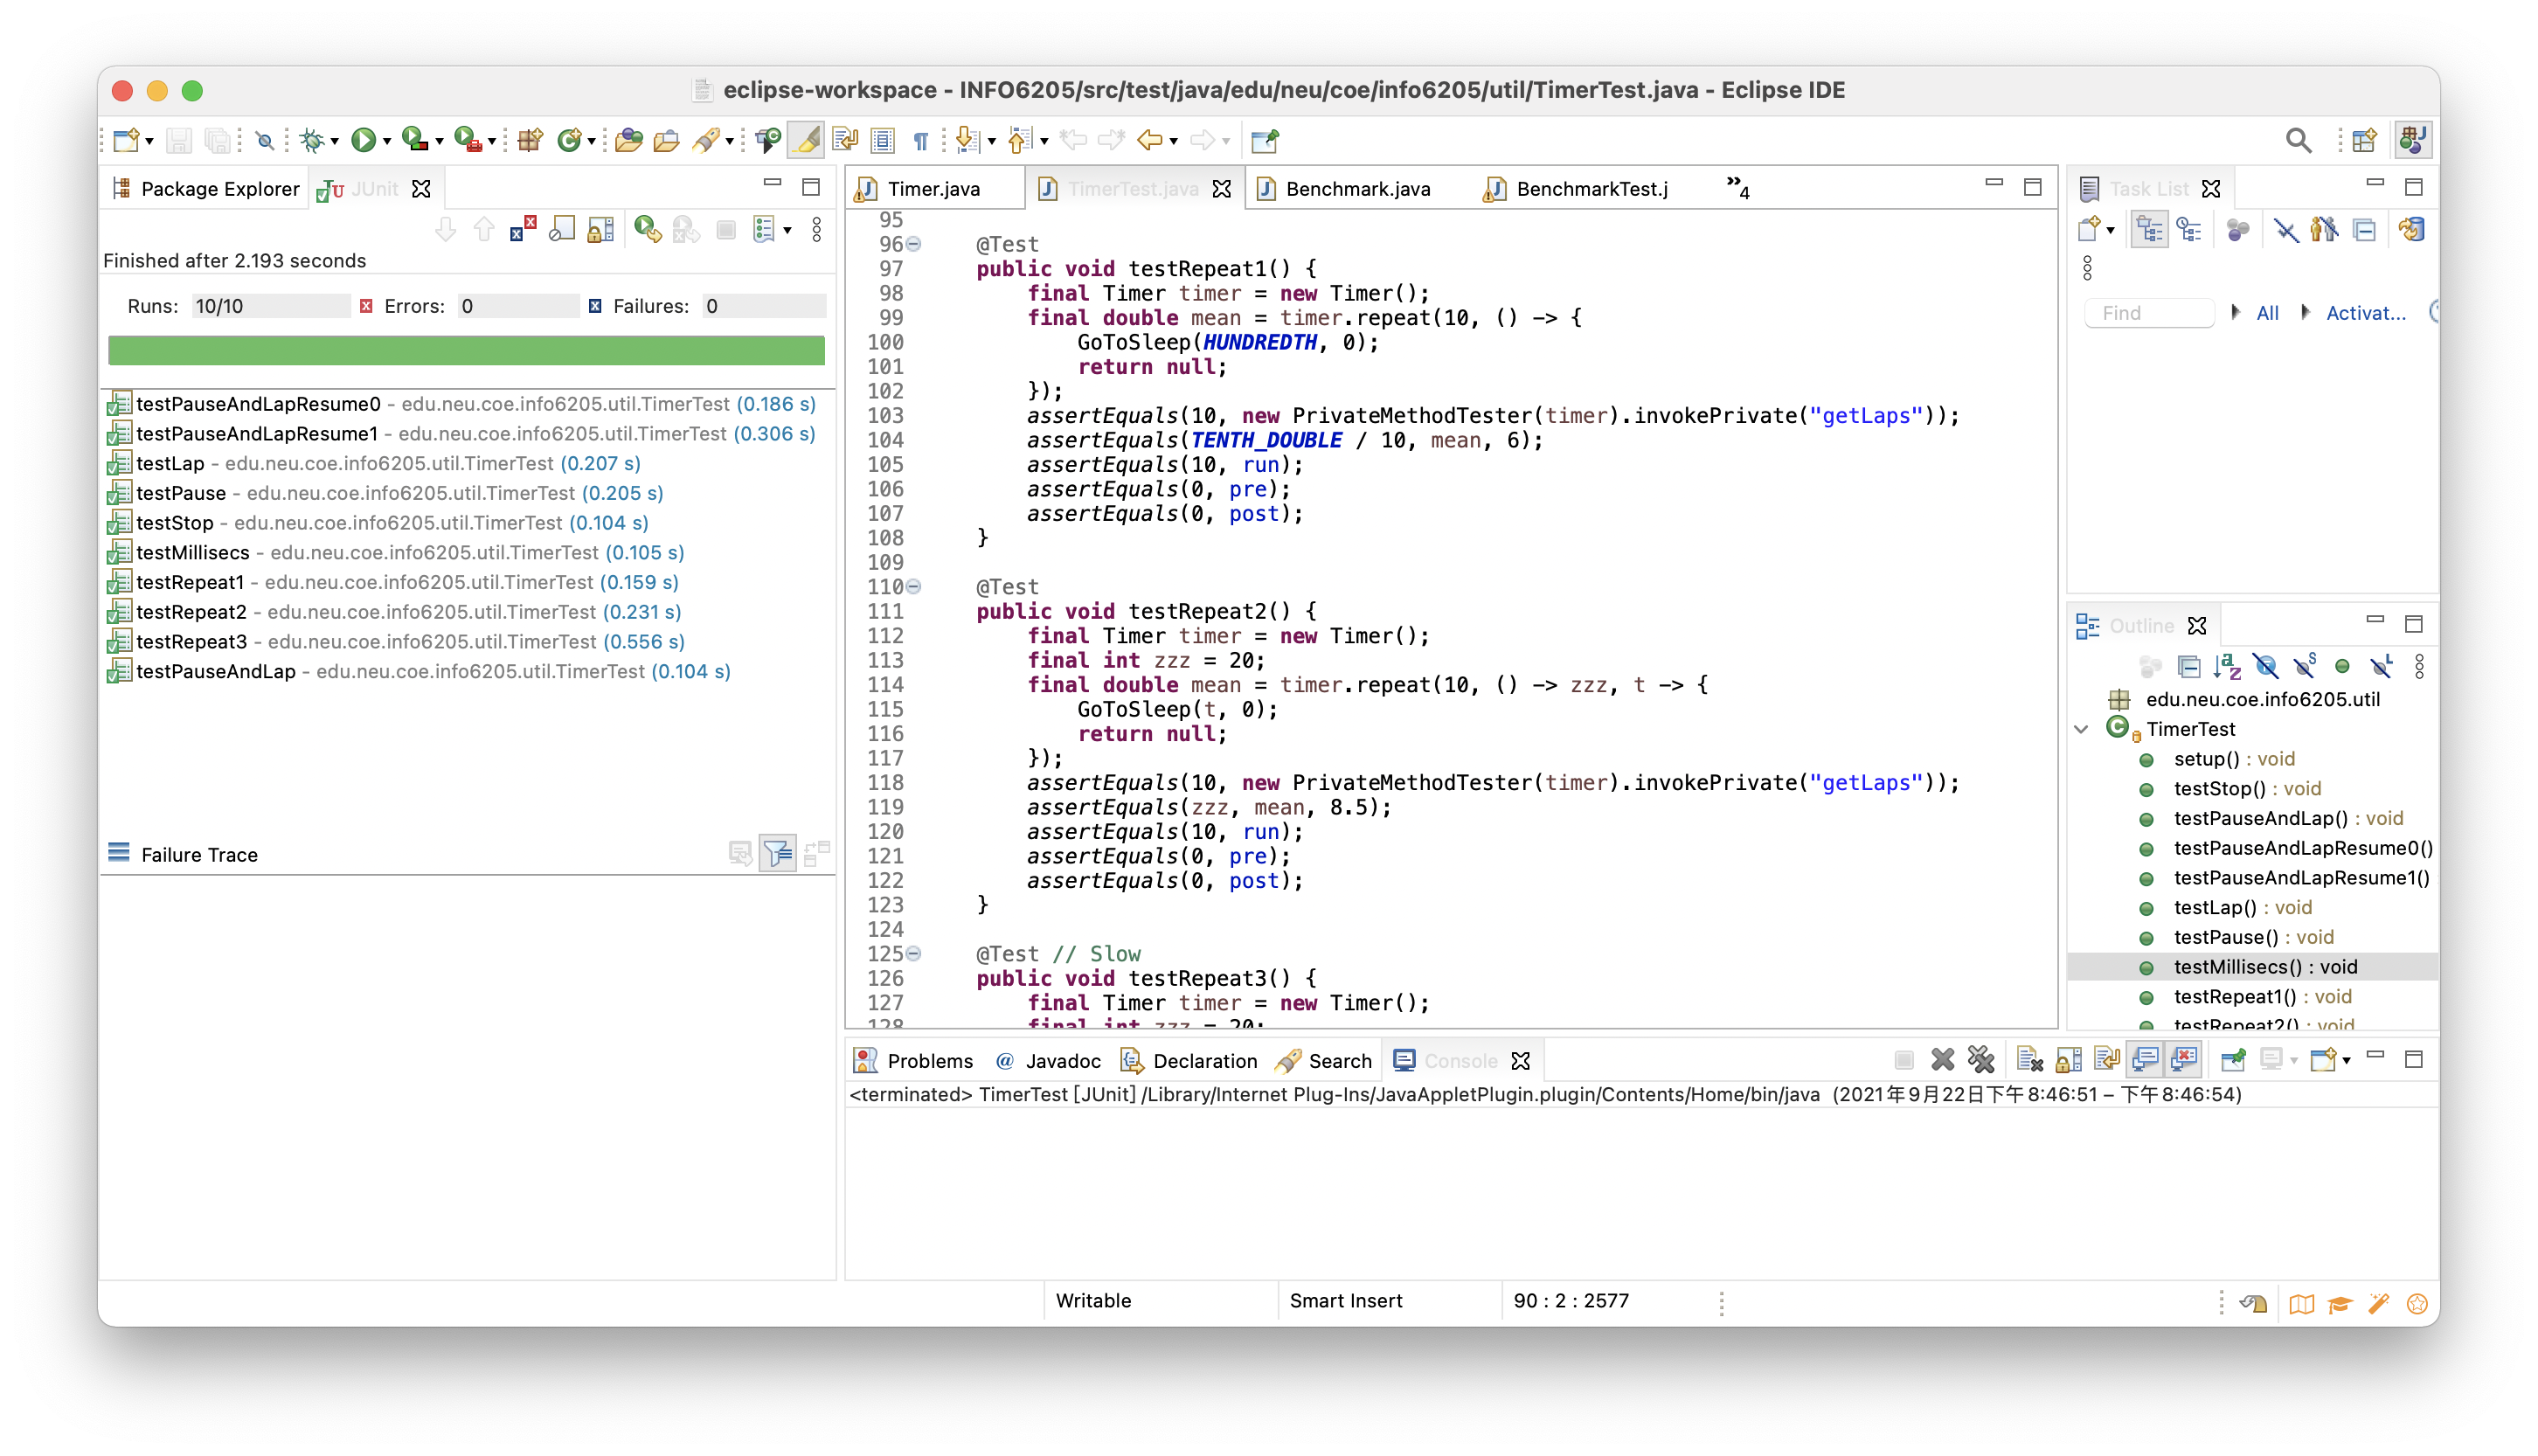 eclipse-workspace - INFO6205/src/test/java/edu/neu/coe/info6205/util/TimerTest.java - Eclipse IDE
Package Explorer
JUnit
Finished after 2.193 seconds
Runs: 10/10 Errors: 0 Failures: 0
testPauseAndLapResume0 - edu.neu.coe.info6205.util.TimerTest (0.186 s)
testPauseAndLapResume1 - edu.neu.coe.info6205.util.TimerTest (0.306 s)
testLap - edu.neu.coe.info6205.util.TimerTest (0.207 s)
testPause - edu.neu.coe.info6205.util.TimerTest (0.205 s)
testStop - edu.neu.coe.info6205.util.TimerTest (0.104 s)
testMillisecs - edu.neu.coe.info6205.util.TimerTest (0.105 s)
testRepeat1 - edu.neu.coe.info6205.util.TimerTest (0.159 s)
testRepeat2 - edu.neu.coe.info6205.util.TimerTest (0.231 s)
testRepeat3 - edu.neu.coe.info6205.util.TimerTest (0.556 s)
testPauseAndLap - edu.neu.coe.info6205.util.TimerTest (0.104 s)
Failure Trace
Timer.java TimerTest.java Benchmark.java BenchmarkTest.j »4
95
96 @Test
97 public void testRepeat1() {
98 final Timer timer = new Timer();
99 final double mean = timer.repeat(10, () -> {
100 GoToSleep(HUNDREDTH, 0);
101 return null;
102 });
103 assertEquals(10, new PrivateMethodTester(timer).invokePrivate("getLaps"));
104 assertEquals(TENTH_DOUBLE / 10, mean, 6);
105 assertEquals(10, run);
106 assertEquals(0, pre);
107 assertEquals(0, post);
108 }
109
110 @Test
111 public void testRepeat2() {
112 final Timer timer = new Timer();
113 final int zzz = 20;
114 final double mean = timer.repeat(10, () -> zzz, t -> {
115 GoToSleep(t, 0);
116 return null;
117 });
118 assertEquals(10, new PrivateMethodTester(timer).invokePrivate("getLaps"));
119 assertEquals(zzz, mean, 8.5);
120 assertEquals(10, run);
121 assertEquals(0, pre);
122 assertEquals(0, post);
123 }
124
125 @Test // Slow
126 public void testRepeat3() {
127 final Timer timer = new Timer();
128 final int zzz = 20;
Task List
Find All Activat...
Outline
edu.neu.coe.info6205.util
TimerTest
setup() : void
testStop() : void
testPauseAndLap() : void
testPauseAndLapResume0()
testPauseAndLapResume1()
testLap() : void
testPause() : void
testMillisecs() : void
testRepeat1() : void
testRepeat2() : void
Problems @ Javadoc Declaration Search Console
<terminated> TimerTest [JUnit] /Library/Internet Plug-Ins/JavaAppletPlugin.plugin/Contents/Home/bin/java (2021年9月22日下午8:46:51 – 下午8:46:54)
Writable Smart Insert 90 : 2 : 2577